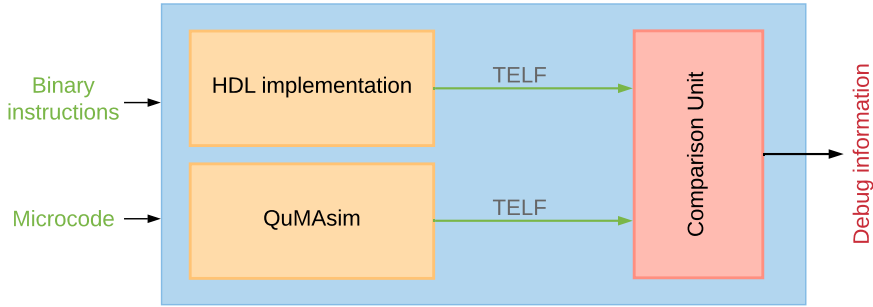 Binary
instructions
HDL implementation
TELF
Comparison Unit
Debug information
Microcode
QuMAsim
TELF